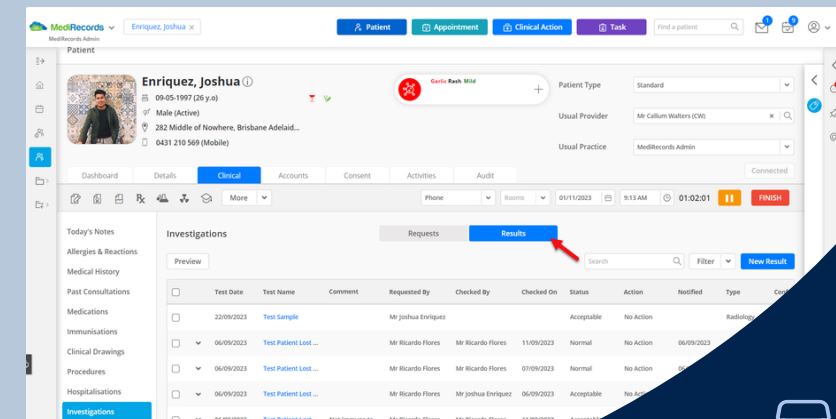 MediRecords
MediRecords Admin
Enriquez, Joshua ×
Patient
Appointment
Clinical Action
Task
Find a patient
1
9
Patient
Enriquez, Joshua
09-05-1997 (26 y.o)
Male (Active)
282 Middle of Nowhere, Brisbane Adelaid...
0431 210 569 (Mobile)
Garlic Rash Mild
Patient Type
Standard
Usual Provider
Mr Callum Walters (CW)
Usual Practice
MediRecords Admin
Dashboard
Details
Clinical
Accounts
Consent
Activities
Audit
Connected
More
Phone
Rooms
01/11/2023
9:13 AM
01:02:01
FINISH
Today's Notes
Allergies & Reactions
Medical History
Past Consultations
Medications
Immunisations
Clinical Drawings
Procedures
Hospitalisations
Investigations
Investigations
Requests
Results
Preview
Search
Filter
New Result
Test Date Test Name Comment Requested By Checked By Checked On Status Action Notified Type
22/09/2023 Test Sample Mr Joshua Enriquez Acceptable No Action Radiology
06/09/2023 Test Patient Lost ... Mr Ricardo Flores Mr Ricardo Flores 11/09/2023 Normal No Action 06/09/2023
06/09/2023 Test Patient Lost ... Mr Ricardo Flores Mr Ricardo Flores 07/09/2023 Normal No Action
06/09/2023 Test Patient Lost ... Mr Ricardo Flores Mr Joshua Enriquez 06/09/2023 Acceptable